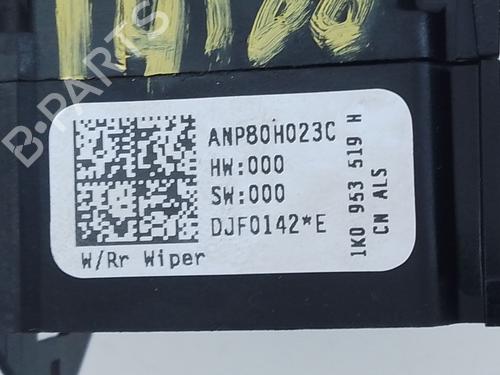 B-PARTS
ANP80H023C
HW:000
SW:000
DJF0142*E
W/Rr Wiper
1K0 953 519 H
CN ALS